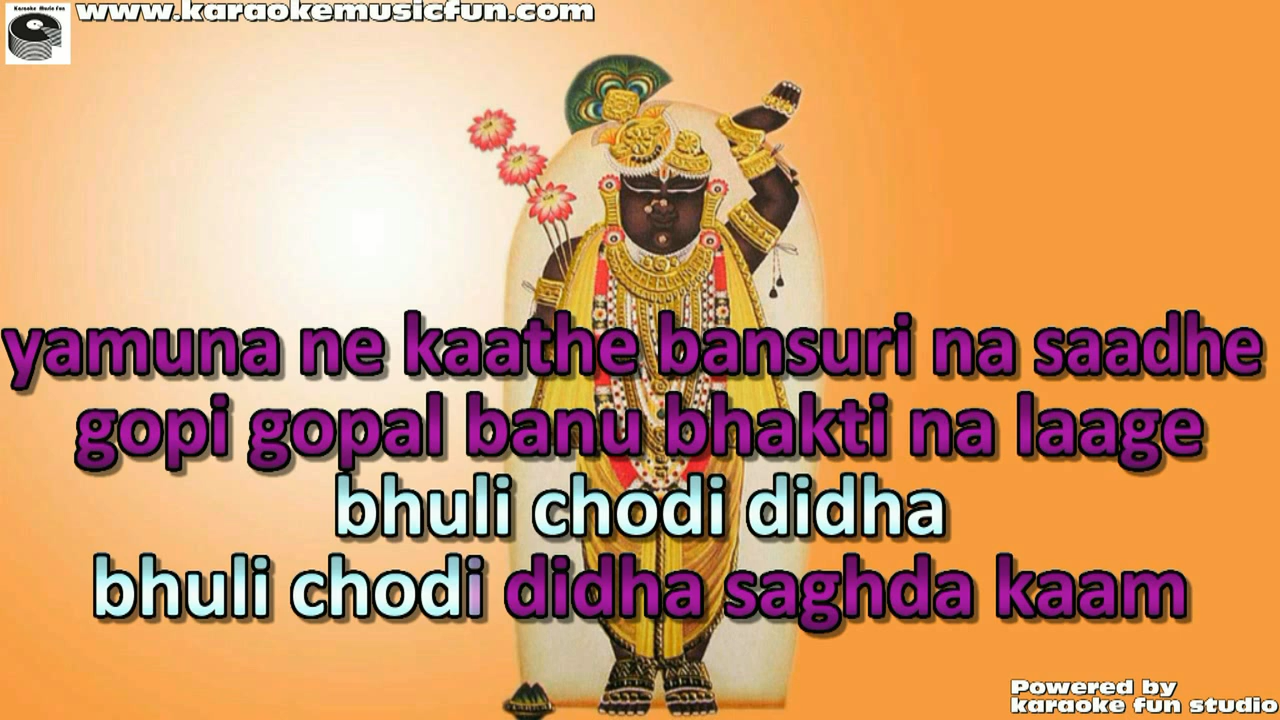 Karaoke Music Fun
www.karaokemusicfun.com
yamuna ne kaathe bansuri na saadhe
gopi gopal banu bhakti na laage
bhuli chodi didha
bhuli chodi didha saghda kaam
Powered by
karaoke fun studio